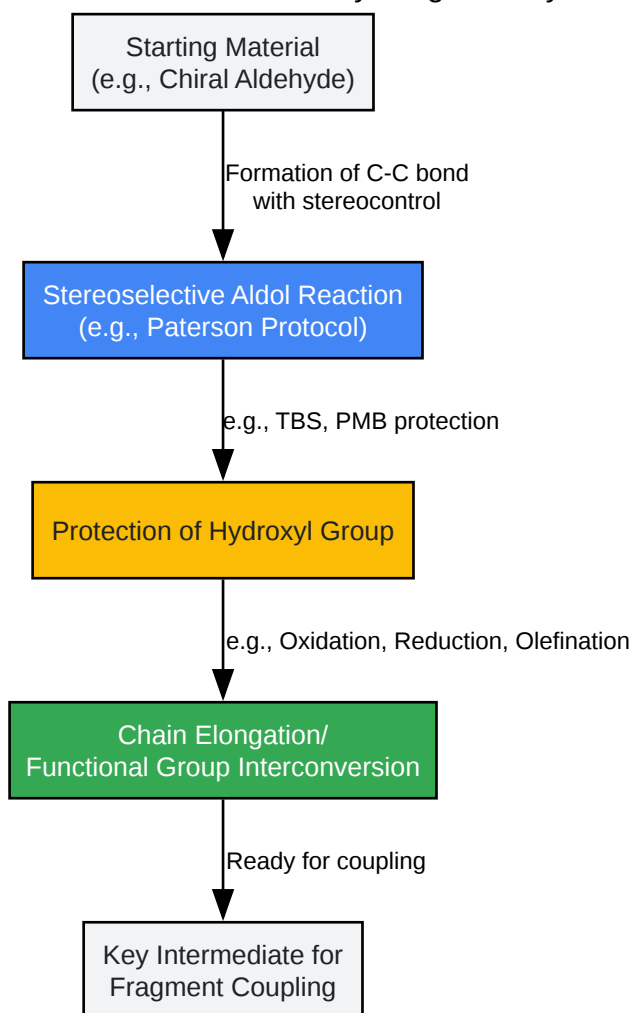 Starting Material
(e.g., Chiral Aldehyde)
Formation of C-C bond
with stereocontrol
Stereoselective Aldol Reaction
(e.g., Paterson Protocol)
e.g., TBS, PMB protection
Protection of Hydroxyl Group
e.g., Oxidation, Reduction, Olefination
Chain Elongation/
Functional Group Interconversion
Ready for coupling
Key Intermediate for
Fragment Coupling